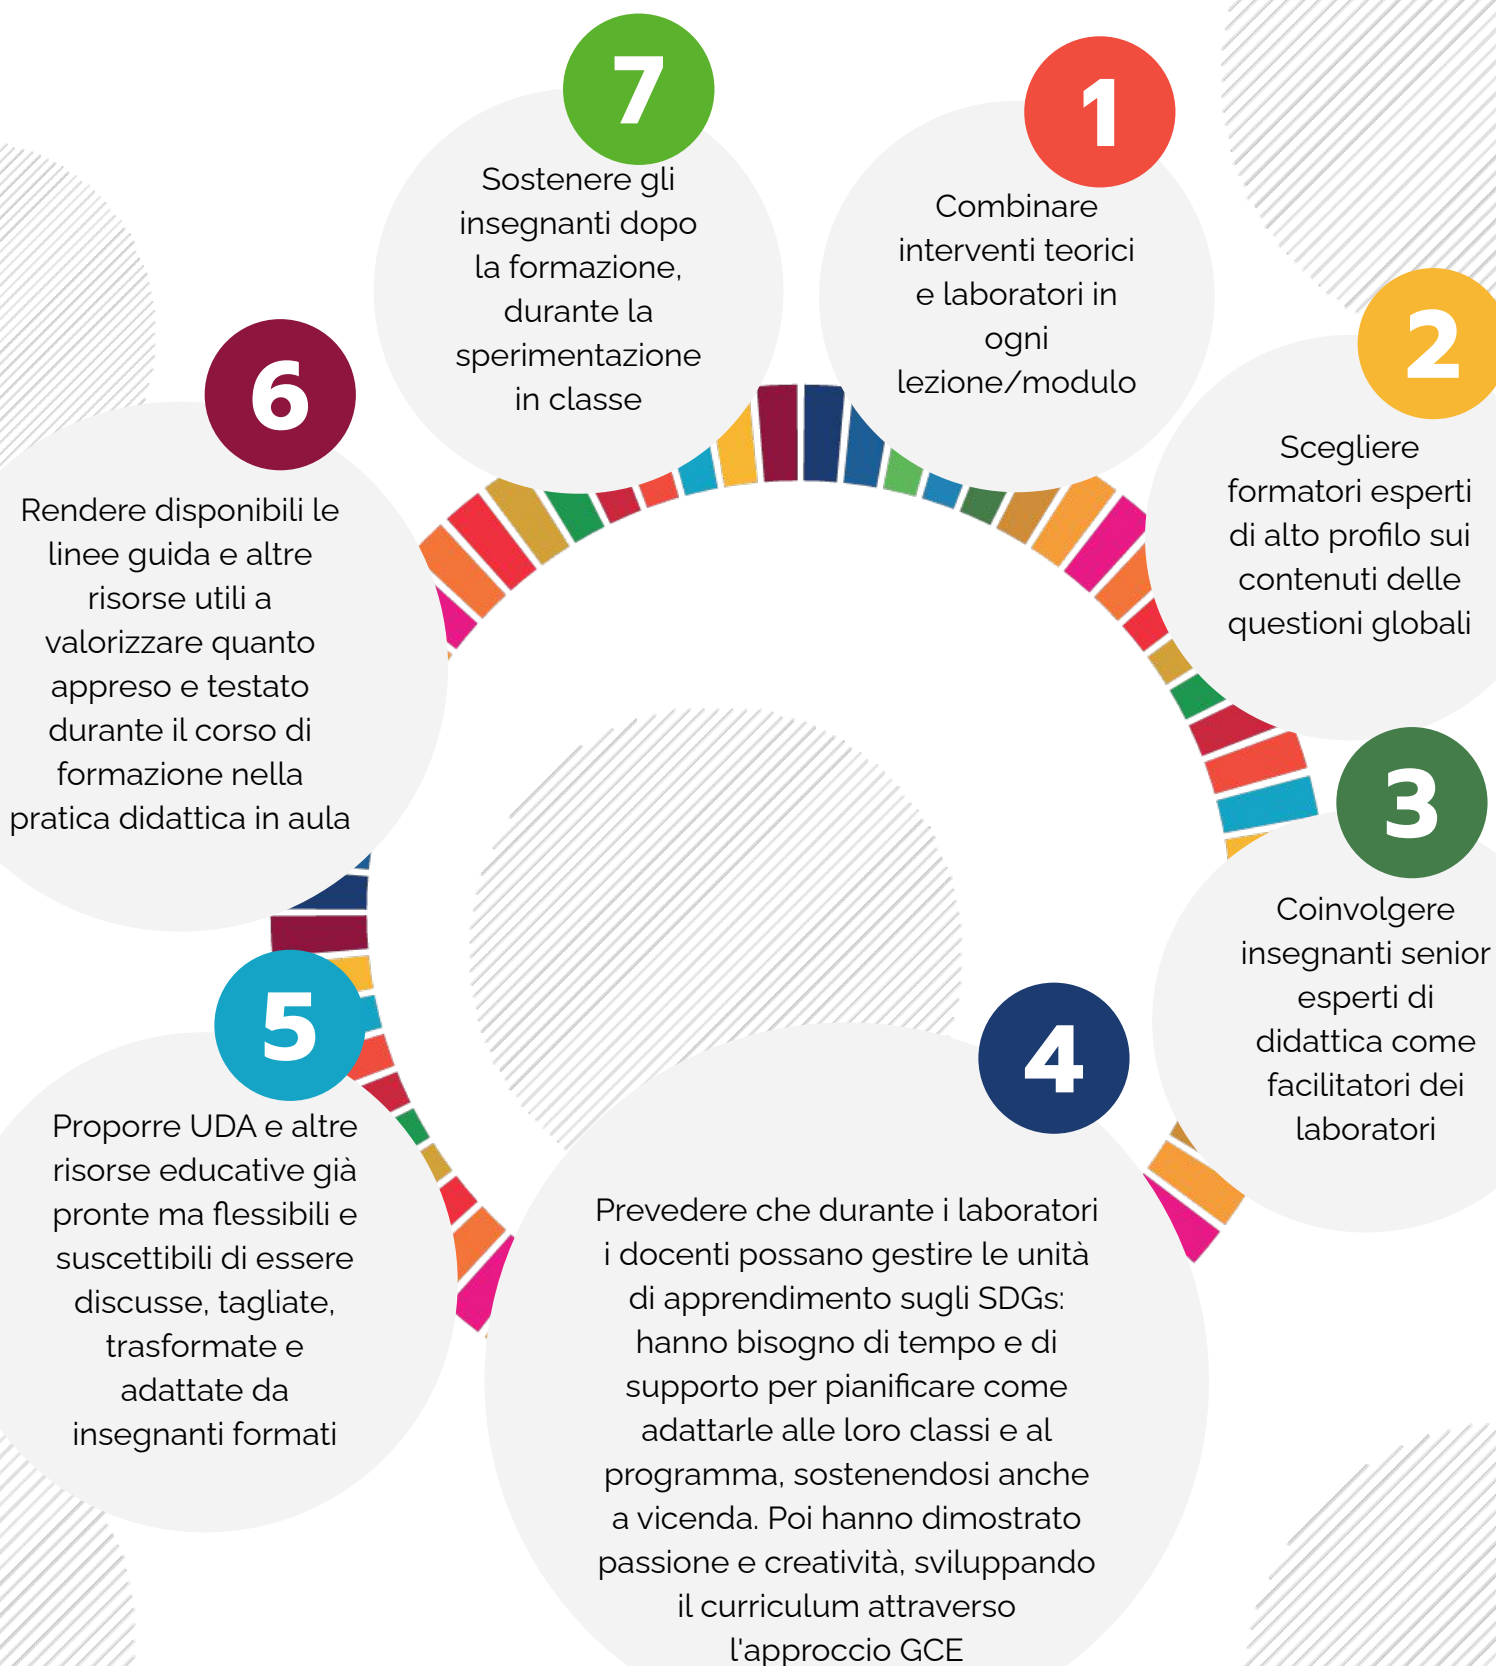 1
Combinare
interventi teorici
e laboratori in
ogni
lezione/modulo
2
Scegliere
formatori esperti
di alto profilo sui
contenuti delle
questioni globali
3
Coinvolgere
insegnanti senior
esperti di
didattica come
facilitatori dei
laboratori
4
Prevedere che durante i laboratori
i docenti possano gestire le unità
di apprendimento sugli SDGs:
hanno bisogno di tempo e di
supporto per pianificare come
adattarle alle loro classi e al
programma, sostenendosi anche
a vicenda. Poi hanno dimostrato
passione e creatività, sviluppando
il curriculum attraverso
l'approccio GCE
5
Proporre UDA e altre
risorse educative già
pronte ma flessibili e
suscettibili di essere
discusse, tagliate,
trasformate e
adattate da
insegnanti formati
6
Rendere disponibili le
linee guida e altre
risorse utili a
valorizzare quanto
appreso e testato
durante il corso di
formazione nella
pratica didattica in aula
7
Sostenere gli
insegnanti dopo
la formazione,
durante la
sperimentazione
in classe